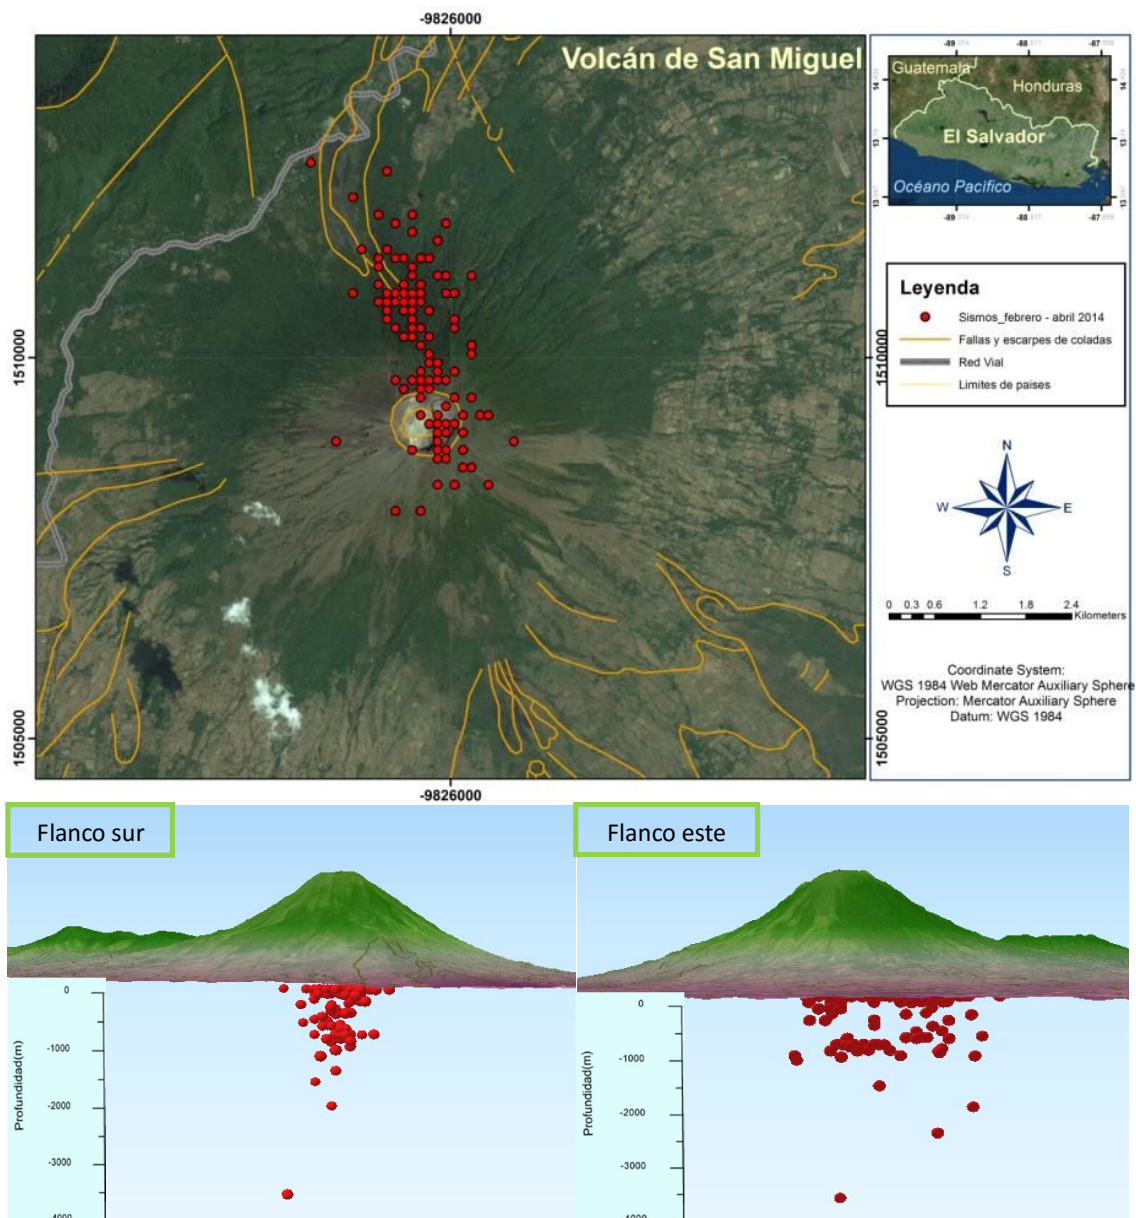 -9826000
Volcán de San Miguel
1510000
1505000
-9826000
1510000
1505000
Guatemala
Honduras
El Salvador
Océano Pacífico
Leyenda
Sismos_febrero - abril 2014
Fallas y escarpes de coladas
Red Vial
Limites de paises
N
W
E
S
0 0.3 0.6 1.2 1.8 2.4
Kilometers
Coordinate System:
WGS 1984 Web Mercator Auxiliary Sphere
Projection: Mercator Auxiliary Sphere
Datum: WGS 1984
Flanco sur
0
-1000
-2000
-3000
-4000
Profundidad(m)
Flanco este
0
-1000
-2000
-3000
-4000
Profundidad(m)